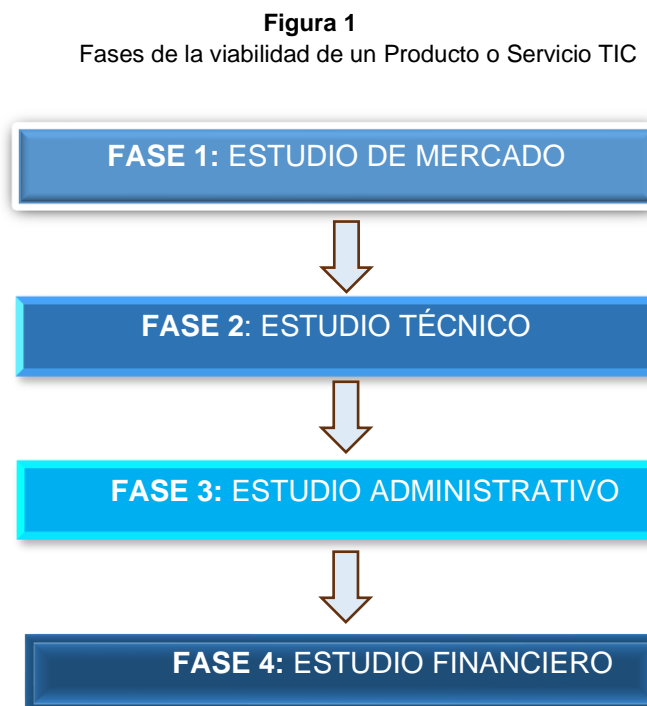 Figura 1
Fases de la viabilidad de un Producto o Servicio TIC
FASE 1: ESTUDIO DE MERCADO
FASE 2: ESTUDIO TÉCNICO
FASE 3: ESTUDIO ADMINISTRATIVO
FASE 4: ESTUDIO FINANCIERO